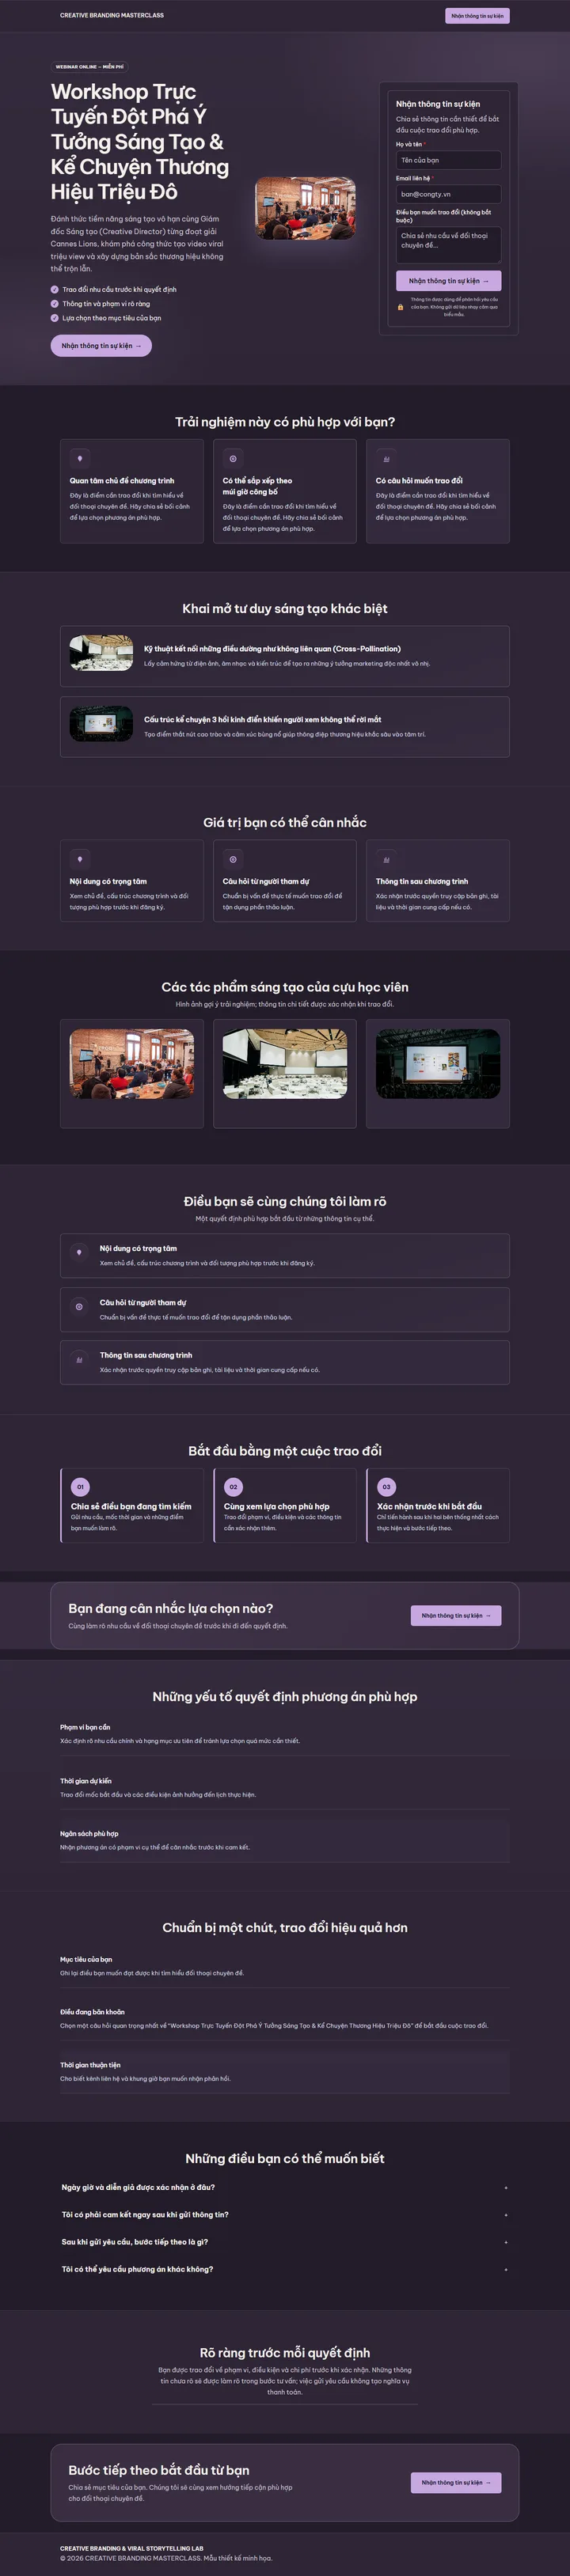 CREATIVE BRANDING MASTERCLASS
Nhận thông tin sự kiện
WEBINAR ONLINE – MIỄN PHÍ
Workshop Trực
Tuyến Đột Phá Ý
Tưởng Sáng Tạo &
Kể Chuyện Thương
Hiệu Triệu Đô
Đánh thức tiềm năng sáng tạo vô hạn cùng Giám
đốc Sáng tạo (Creative Director) từng đoạt giải
Cannes Lions, khám phá công thức tạo video viral
triệu view và xây dựng bản sắc thương hiệu không
thể trộn lẫn.
Trao đổi nhu cầu trước khi quyết định
Thông tin và phạm vi rõ ràng
Lựa chọn theo mục tiêu của bạn
Nhận thông tin sự kiện →
Nhận thông tin sự kiện
Chia sẻ thông tin cần thiết để bắt
đầu cuộc trao đổi phù hợp.
Họ và tên *
Tên của bạn
Email liên hệ *
ban@congty.vn
Điều bạn muốn trao đổi (không bắt
buộc)
Chia sẻ nhu cầu về đối thoại
chuyên đề...
Nhận thông tin sự kiện →
Thông tin được dùng để phản hồi yêu cầu
của bạn. Không gửi dữ liệu nhạy cảm qua
biểu mẫu.
Trải nghiệm này có phù hợp với bạn?
Quan tâm chủ đề chương trình
Đây là điểm cần trao đổi khi tìm hiểu về
đối thoại chuyên đề. Hãy chia sẻ bối cảnh
để lựa chọn phương án phù hợp.
Có thể sắp xếp theo
múi giờ công bố
Đây là điểm cần trao đổi khi tìm hiểu về
đối thoại chuyên đề. Hãy chia sẻ bối cảnh
để lựa chọn phương án phù hợp.
Có câu hỏi muốn trao đổi
Đây là điểm cần trao đổi khi tìm hiểu về
đối thoại chuyên đề. Hãy chia sẻ bối cảnh
để lựa chọn phương án phù hợp.
Khai mở tư duy sáng tạo khác biệt
Kỹ thuật kết nối những điều dường như không liên quan (Cross-Pollination)
Lấy cảm hứng từ điện ảnh, âm nhạc và kiến trúc để tạo ra những ý tưởng marketing độc nhất vô nhị.
Cấu trúc kể chuyện 3 hồi kinh điển khiến người xem không thể rời mắt
Tạo điểm thắt nút cao trào và cảm xúc bùng nổ giúp thông điệp thương hiệu khắc sâu vào tâm trí.
Giá trị bạn có thể cân nhắc
Nội dung có trọng tâm
Xem chủ đề, cấu trúc chương trình và đối
tượng phù hợp trước khi đăng ký.
Câu hỏi từ người tham dự
Chuẩn bị vấn đề thực tế muốn trao đổi để
tận dụng phần thảo luận.
Thông tin sau chương trình
Xác nhận trước quyền truy cập bản ghi, tài
liệu và thời gian cung cấp nếu có.
Các tác phẩm sáng tạo của cựu học viên
Hình ảnh gợi ý trải nghiệm; thông tin chi tiết được xác nhận khi trao đổi.
Điều bạn sẽ cùng chúng tôi làm rõ
Một quyết định phù hợp bắt đầu từ những thông tin cụ thể.
Nội dung có trọng tâm
Xem chủ đề, cấu trúc chương trình và đối tượng phù hợp trước khi đăng ký.
Câu hỏi từ người tham dự
Chuẩn bị vấn đề thực tế muốn trao đổi để tận dụng phần thảo luận.
Thông tin sau chương trình
Xác nhận trước quyền truy cập bản ghi, tài liệu và thời gian cung cấp nếu có.
Bắt đầu bằng một cuộc trao đổi
01
Chia sẻ điều bạn đang tìm kiếm
Gửi nhu cầu, mốc thời gian và những điểm
bạn muốn làm rõ.
02
Cùng xem lựa chọn phù hợp
Trao đổi phạm vi, điều kiện và các thông tin
cần xác nhận thêm.
03
Xác nhận trước khi bắt đầu
Chỉ tiến hành sau khi hai bên thống nhất cách
thực hiện và bước tiếp theo.
Bạn đang cân nhắc lựa chọn nào?
Cùng làm rõ nhu cầu về đối thoại chuyên đề trước khi đi đến quyết định.
Nhận thông tin sự kiện →
Những yếu tố quyết định phương án phù hợp
Phạm vi bạn cần
Xác định rõ nhu cầu chính và hạng mục ưu tiên để tránh lựa chọn quá mức cần thiết.
Thời gian dự kiến
Trao đổi mốc bắt đầu và các điều kiện ảnh hưởng đến lịch thực hiện.
Ngân sách phù hợp
Nhận phương án có phạm vi cụ thể để cân nhắc trước khi cam kết.
Chuẩn bị một chút, trao đổi hiệu quả hơn
Mục tiêu của bạn
Ghi lại điều bạn muốn đạt được khi tìm hiểu đối thoại chuyên đề.
Điều đang băn khoăn
Chọn một câu hỏi quan trọng nhất về "Workshop Trực Tuyến Đột Phá Ý Tưởng Sáng Tạo & Kể Chuyện Thương Hiệu Triệu Đô" để bắt đầu cuộc trao đổi.
Thời gian thuận tiện
Cho biết kênh liên hệ và khung giờ bạn muốn nhận phản hồi.
Những điều bạn có thể muốn biết
Ngày giờ và diễn giả được xác nhận ở đâu? +
Tôi có phải cam kết ngay sau khi gửi thông tin? +
Sau khi gửi yêu cầu, bước tiếp theo là gì? +
Tôi có thể yêu cầu phương án khác không? +
Rõ ràng trước mỗi quyết định
Bạn được trao đổi về phạm vi, điều kiện và chi phí trước khi xác nhận. Những thông
tin chưa rõ sẽ được làm rõ trong bước tư vấn; việc gửi yêu cầu không tạo nghĩa vụ
thanh toán.
Bước tiếp theo bắt đầu từ bạn
Chia sẻ mục tiêu của bạn. Chúng tôi sẽ cùng xem hướng tiếp cận phù hợp
cho đối thoại chuyên đề.
Nhận thông tin sự kiện →
CREATIVE BRANDING & VIRAL STORYTELLING LAB
© 2026 CREATIVE BRANDING MASTERCLASS. Mẫu thiết kế minh họa.